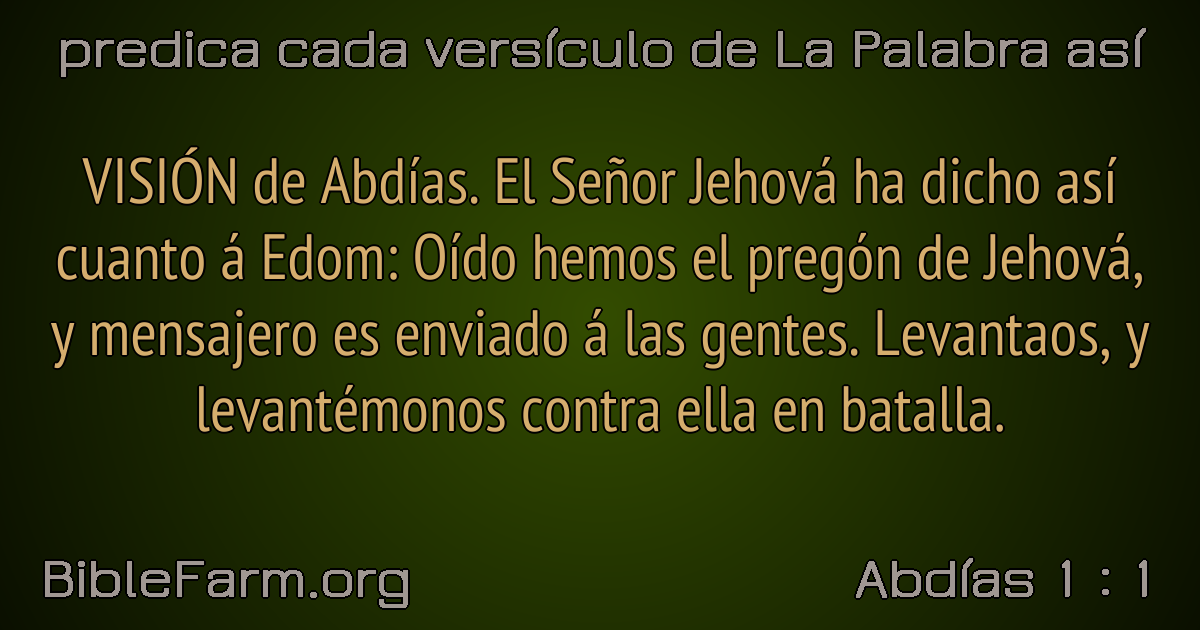 predica cada versículo de La Palabra así
VISIÓN de Abdías. El Señor Jehová ha dicho así
cuanto á Edom: Oído hemos el pregón de Jehová,
y mensajero es enviado á las gentes. Levantaos, y
levantémonos contra ella en batalla.
BibleFarm.org
Abdías 1 : 1